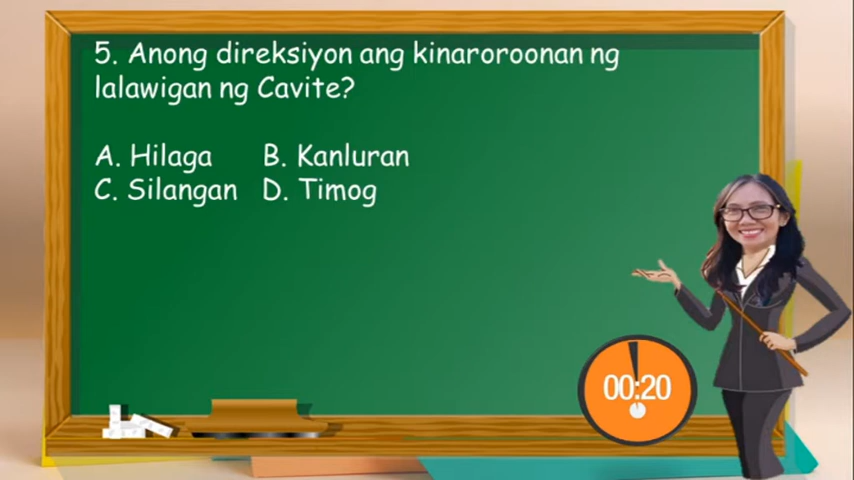 5. Anong direksiyon ang kinaroroonan ng
lalawigan ng Cavite?
A. Hilaga B. Kanluran
C. Silangan D. Timog
00:20